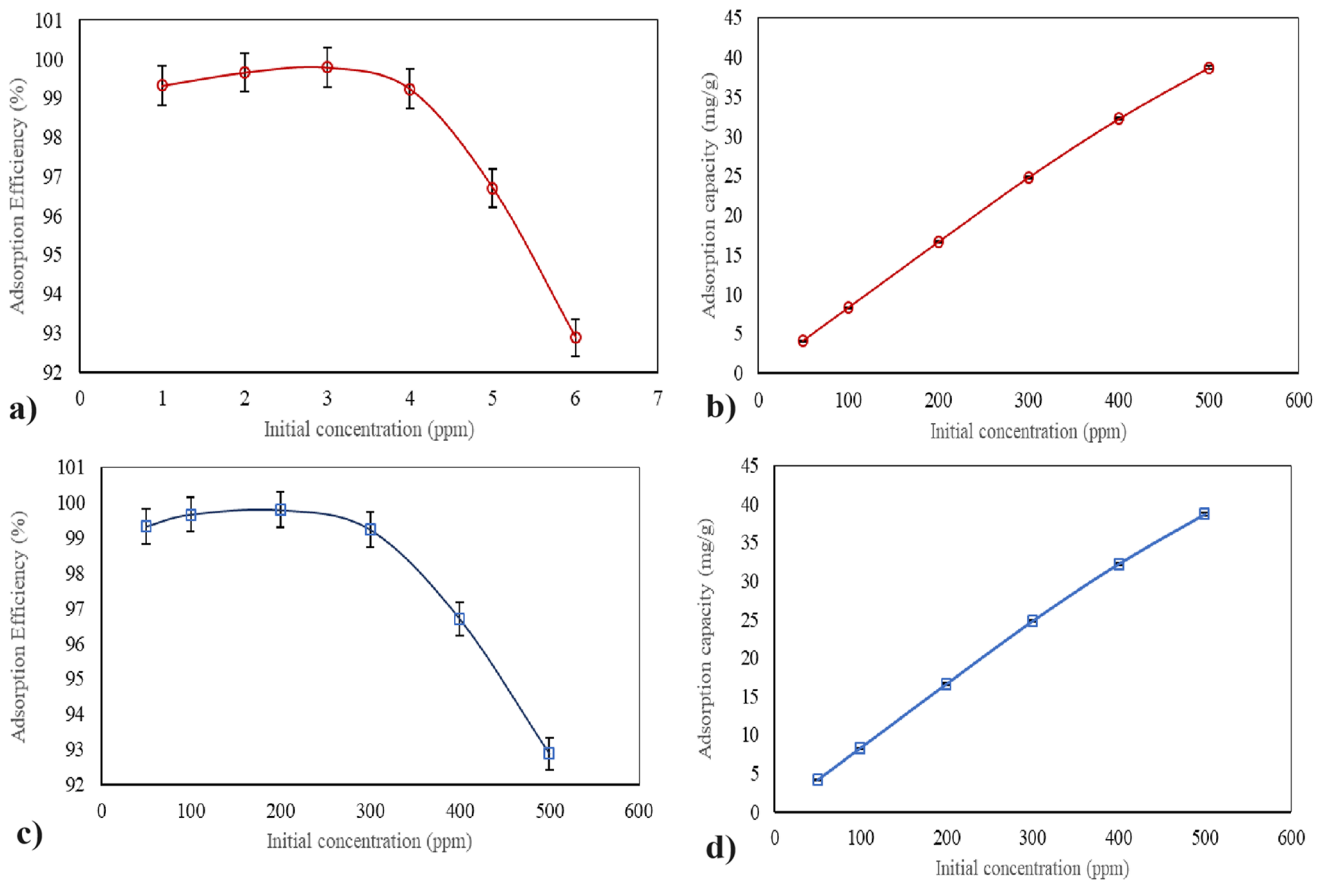 101
100
99
98
97
96
95
94
93
92
Adsorption Efficiency (%)
0 1 2 3 4 5 6 7
Initial concentration (ppm)
a)
45
40
35
30
25
20
15
10
5
0
Adsorption capacity (mg/g)
0 100 200 300 400 500 600
Initial concentration (ppm)
b)
101
100
99
98
97
96
95
94
93
92
Adsorption Efficiency (%)
0 100 200 300 400 500 600
Initial concentration (ppm)
c)
45
40
35
30
25
20
15
10
5
0
Adsorption capacity (mg/g)
0 100 200 300 400 500 600
Initial concentration (ppm)
d)